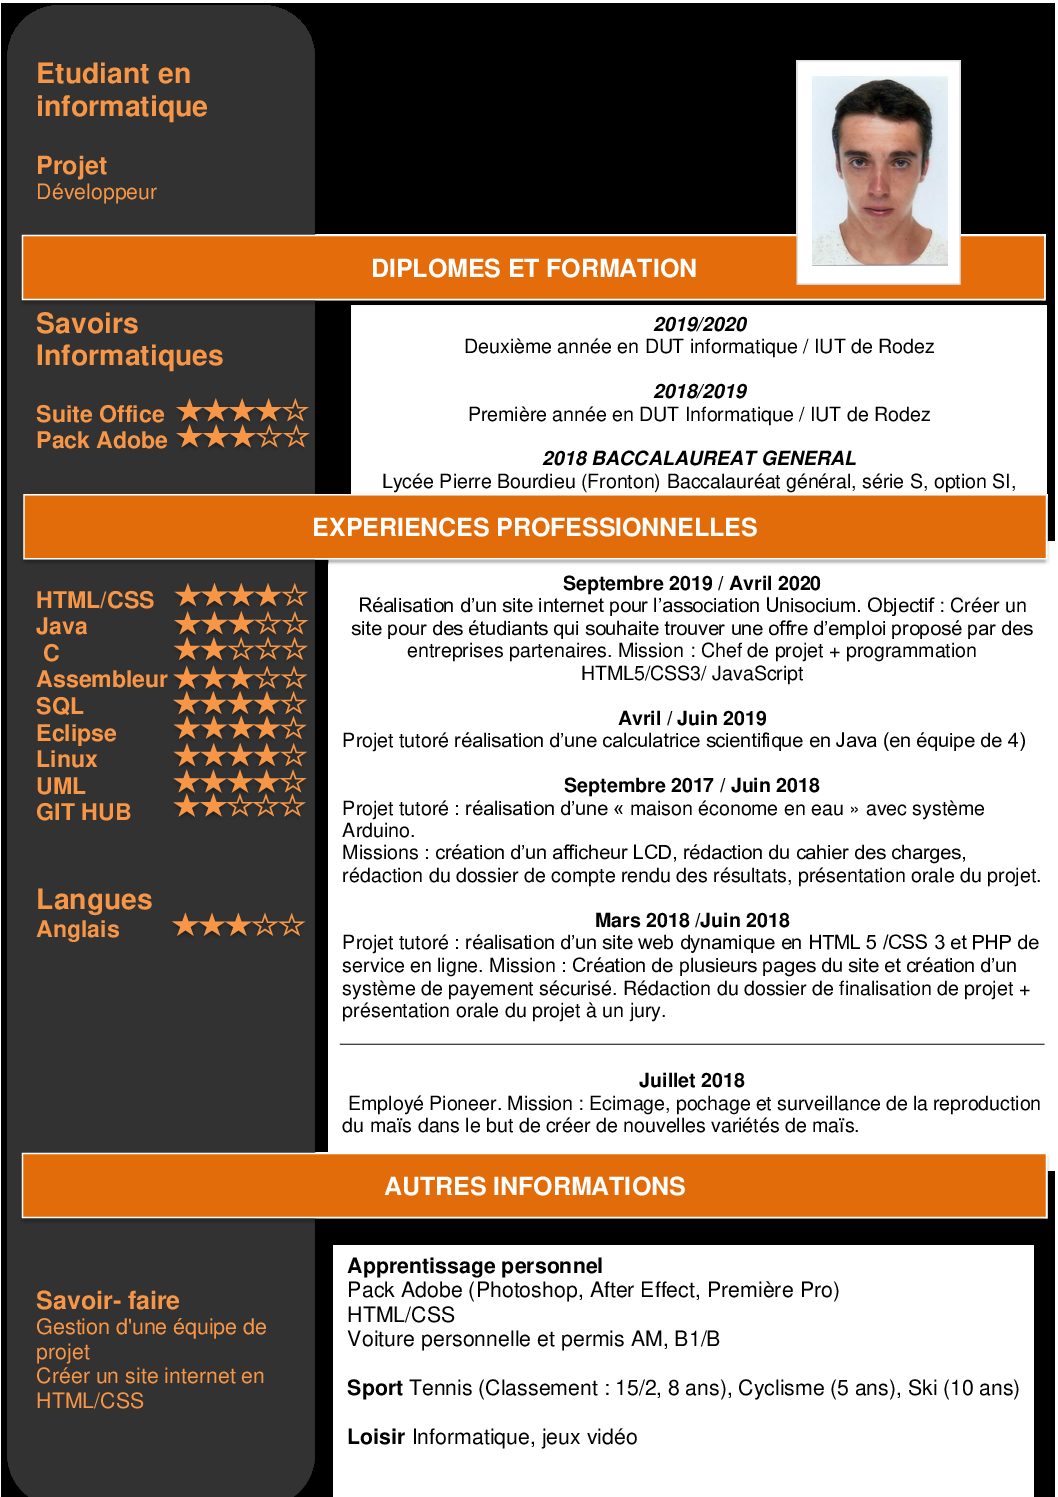 Etudiant en
informatique
Projet
Développeur
DIPLOMES ET FORMATION
Savoirs
Informatiques
Suite Office ★★★★☆
Pack Adobe ★★★☆☆
2019/2020
Deuxième année en DUT informatique / IUT de Rodez
2018/2019
Première année en DUT Informatique / IUT de Rodez
2018 BACCALAUREAT GENERAL
Lycée Pierre Bourdieu (Fronton) Baccalauréat général, série S, option SI,
EXPERIENCES PROFESSIONNELLES
HTML/CSS ★★★★☆
Java ★★★☆☆
C ★★☆☆☆
Assembleur ★★★☆☆
SQL ★★★★☆
Eclipse ★★★★☆
Linux ★★★★☆
UML ★★★★☆
GIT HUB ★★☆☆☆
Langues
Anglais ★★★☆☆
Septembre 2019 / Avril 2020
Réalisation d’un site internet pour l’association Unisocium. Objectif : Créer un
site pour des étudiants qui souhaite trouver une offre d’emploi proposé par des
entreprises partenaires. Mission : Chef de projet + programmation
HTML5/CSS3/ JavaScript
Avril / Juin 2019
Projet tutoré réalisation d’une calculatrice scientifique en Java (en équipe de 4)
Septembre 2017 / Juin 2018
Projet tutoré : réalisation d’une « maison économe en eau » avec système
Arduino.
Missions : création d’un afficheur LCD, rédaction du cahier des charges,
rédaction du dossier de compte rendu des résultats, présentation orale du projet.
Mars 2018 /Juin 2018
Projet tutoré : réalisation d’un site web dynamique en HTML 5 /CSS 3 et PHP de
service en ligne. Mission : Création de plusieurs pages du site et création d’un
système de payement sécurisé. Rédaction du dossier de finalisation de projet +
présentation orale du projet à un jury.
Juillet 2018
Employé Pioneer. Mission : Ecimage, pochage et surveillance de la reproduction
du maïs dans le but de créer de nouvelles variétés de maïs.
AUTRES INFORMATIONS
Savoir- faire
Gestion d'une équipe de
projet
Créer un site internet en
HTML/CSS
Apprentissage personnel
Pack Adobe (Photoshop, After Effect, Première Pro)
HTML/CSS
Voiture personnelle et permis AM, B1/B
Sport Tennis (Classement : 15/2, 8 ans), Cyclisme (5 ans), Ski (10 ans)
Loisir Informatique, jeux vidéo